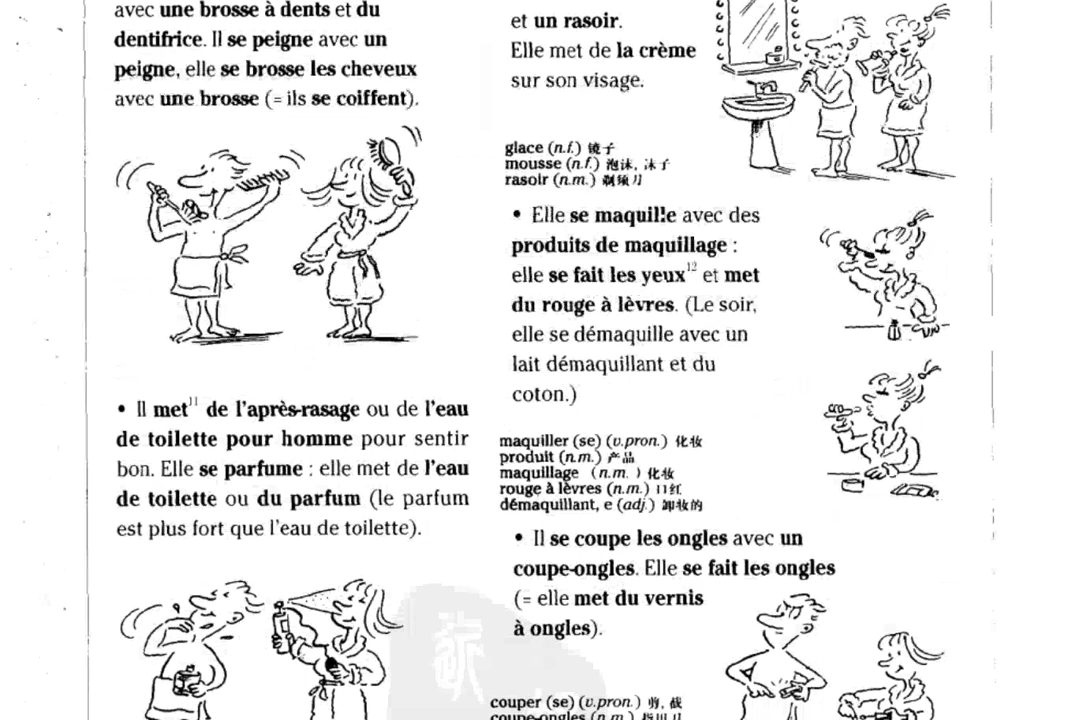 avec une brosse à dents et du
dentifrice. Il se peigne avec un
peigne, elle se brosse les cheveux
avec une brosse (= ils se coiffent).
• Il met¹¹ de l'après-rasage ou de l'eau
de toilette pour homme pour sentir
bon. Elle se parfume : elle met de l'eau
de toilette ou du parfum (le parfum
est plus fort que l'eau de toilette).
et un rasoir.
Elle met de la crème
sur son visage.
glace (n.f.) 镜子
mousse (n.f.) 泡沫, 沫子
rasoir (n.m.) 剃须刀
• Elle se maquille avec des
produits de maquillage :
elle se fait les yeux¹² et met
du rouge à lèvres. (Le soir,
elle se démaquille avec un
lait démaquillant et du
coton.)
maquiller (se) (v.pron.) 化妆
produit (n.m.) 产品
maquillage (n.m. ) 化妆
rouge à lèvres (n.m.) 口红
démaquillant, e (adj.) 卸妆的
• Il se coupe les ongles avec un
coupe-ongles. Elle se fait les ongles
(= elle met du vernis
à ongles).
couper (se) (v.pron.) 剪,
coupe-ongles (n.m.)